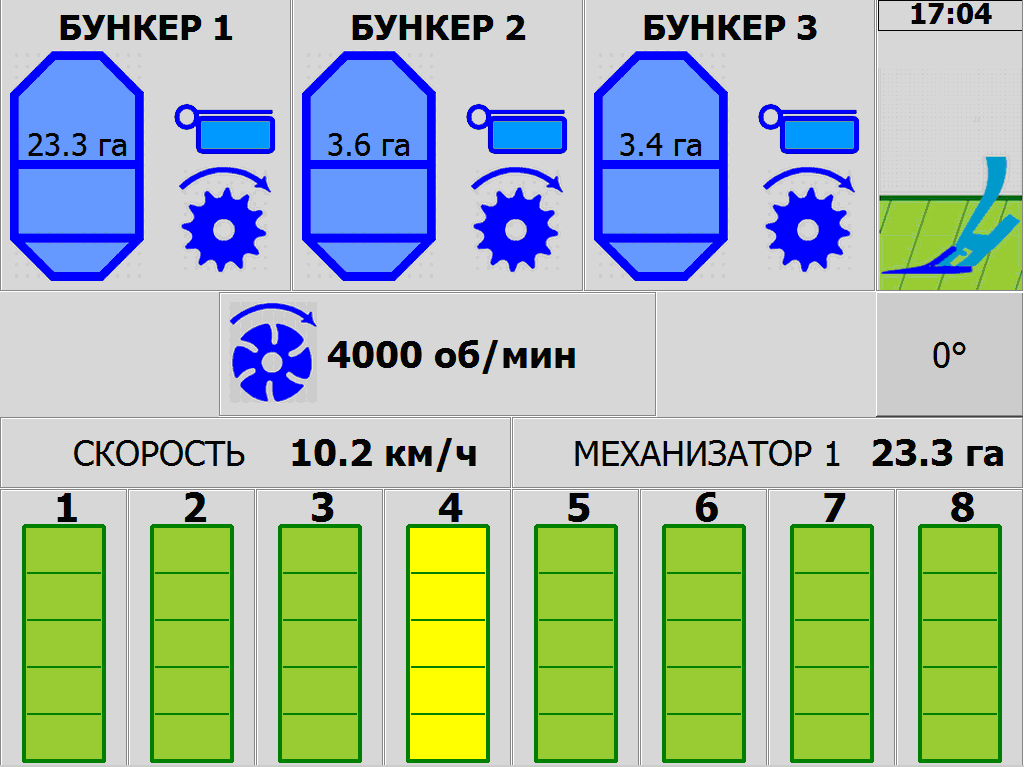 БУНКЕР 1
БУНКЕР 2
БУНКЕР 3
17:04
23.3 га
3.6 га
3.4 га
4000 об/мин
0°
СКОРОСТЬ 10.2 км/ч
МЕХАНИЗАТОР 1 23.3 га
1 2 3 4 5 6 7 8